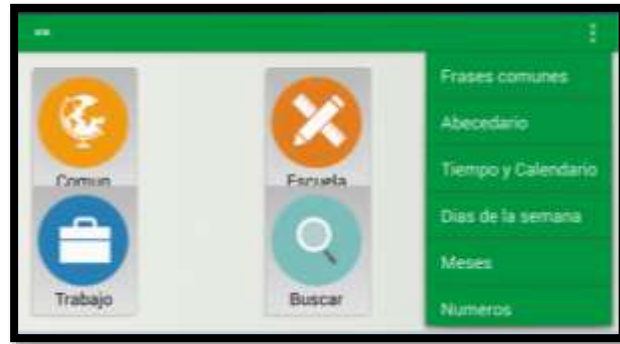 Comun
Escuela
Trabajo
Buscar
Frases comunes
Abecedario
Tiempo y Calendario
Dias de la semana
Meses
Numeros